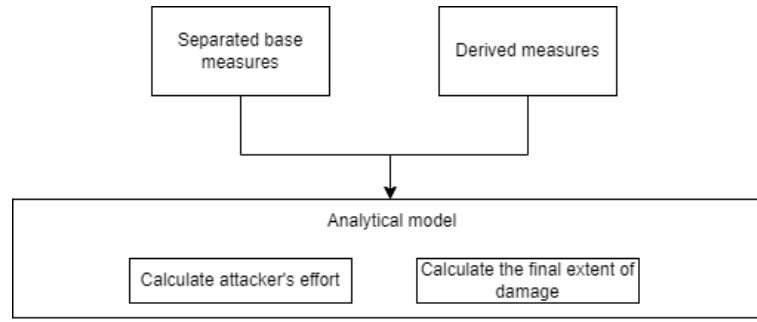 Separated base
measures
Derived measures
Analytical model
Calculate attacker's effort
Calculate the final extent of
damage